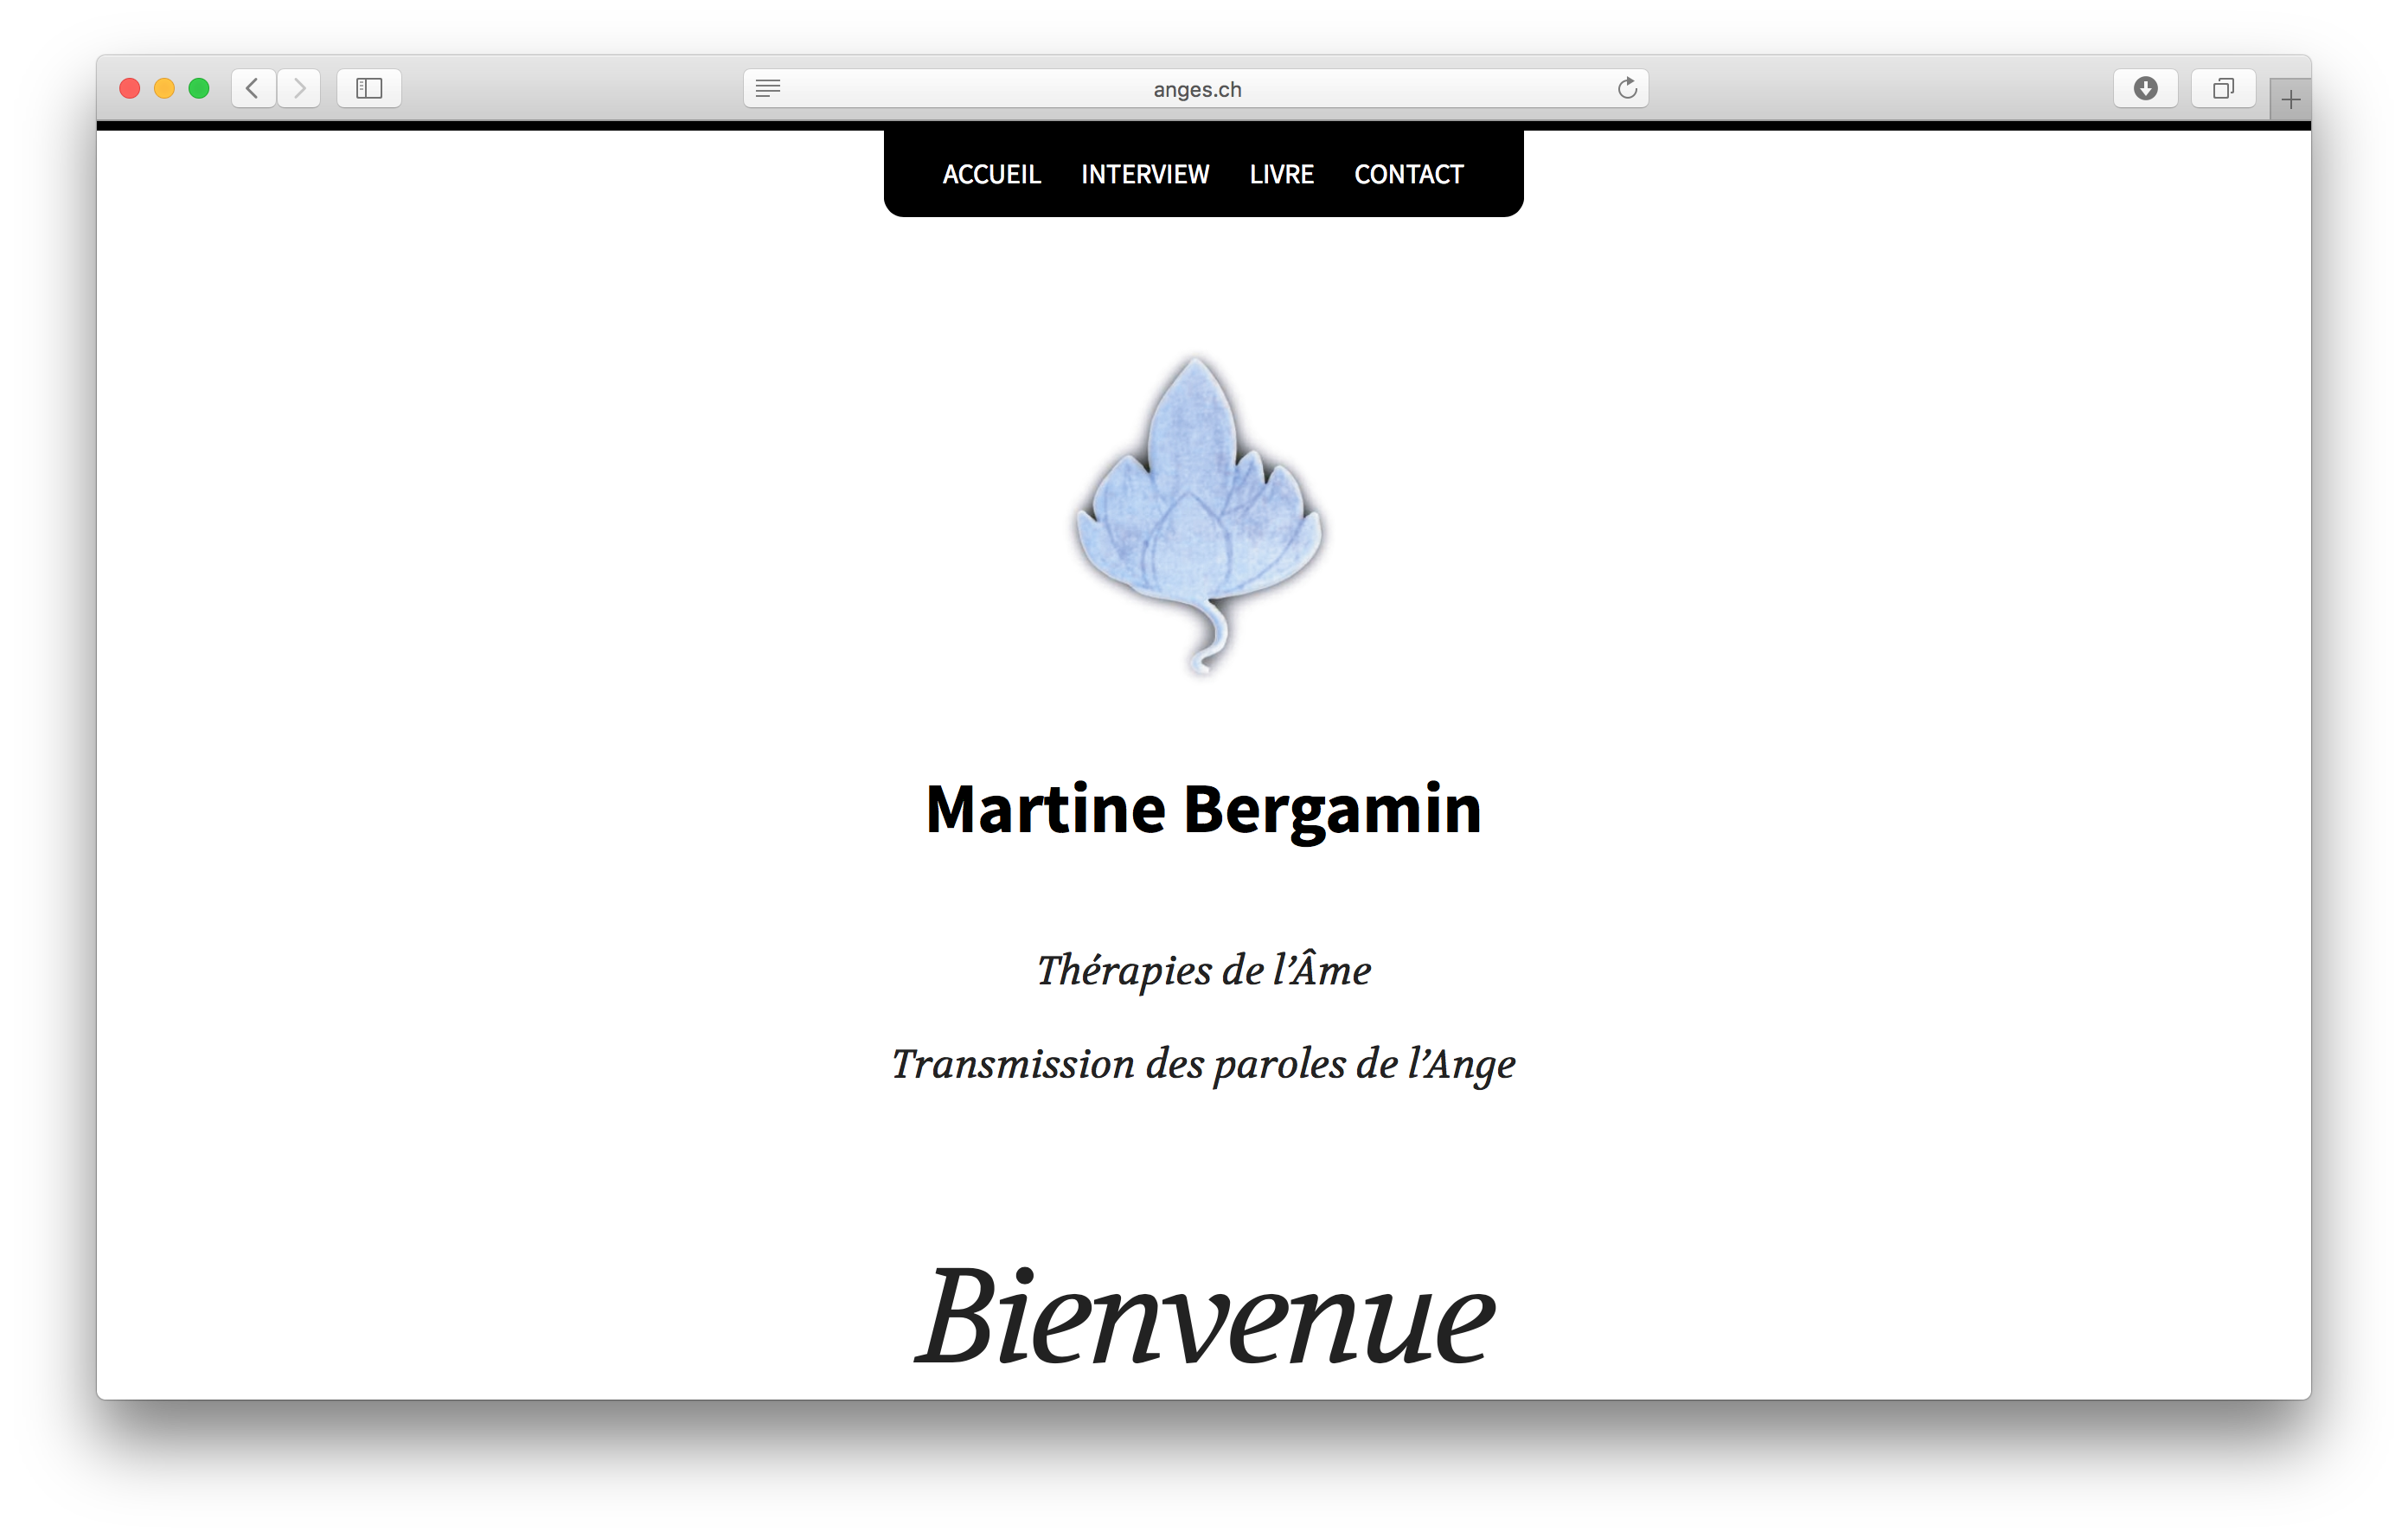 anges.ch
ACCUEIL INTERVIEW LIVRE CONTACT
Martine Bergamin
Thérapies de l’Âme
Transmission des paroles de l’Ange
Bienvenue